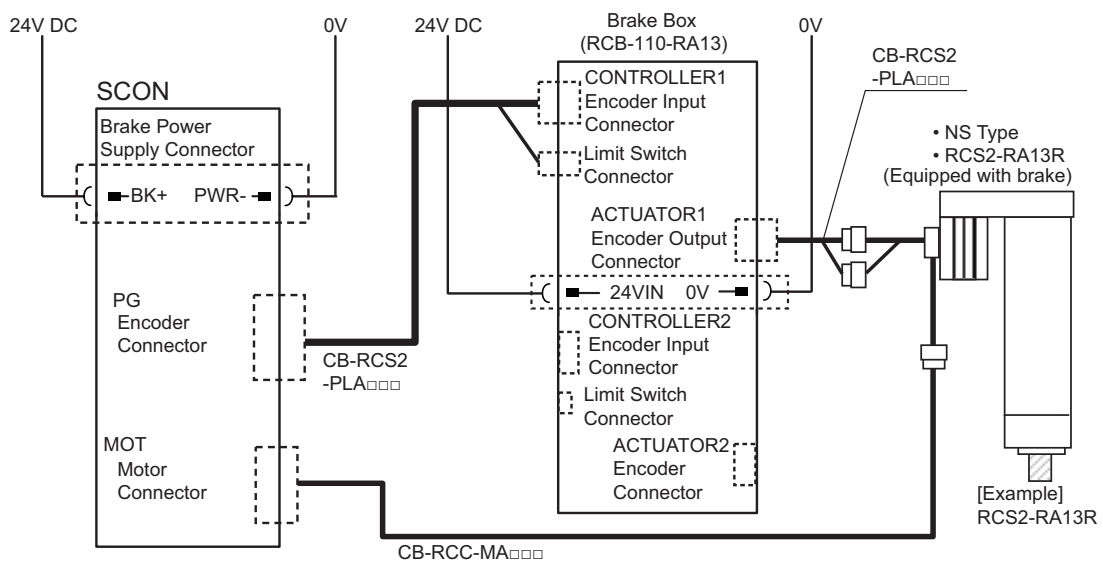 24V DC
0V
24V DC
Brake Box
(RCB-110-RA13)
0V
SCON
Brake Power
Supply Connector
BK+
PWR-
PG
Encoder
Connector
MOT
Motor
Connector
CB-RCS2
-PLA□□□
CB-RCC-MA□□□
CONTROLLER1
Encoder Input
Connector
Limit Switch
Connector
ACTUATOR1
Encoder Output
Connector
24VIN
0V
CONTROLLER2
Encoder Input
Connector
Limit Switch
Connector
ACTUATOR2
Encoder
Connector
CB-RCS2
-PLA□□□
• NS Type
• RCS2-RA13R
(Equipped with brake)
[Example]
RCS2-RA13R